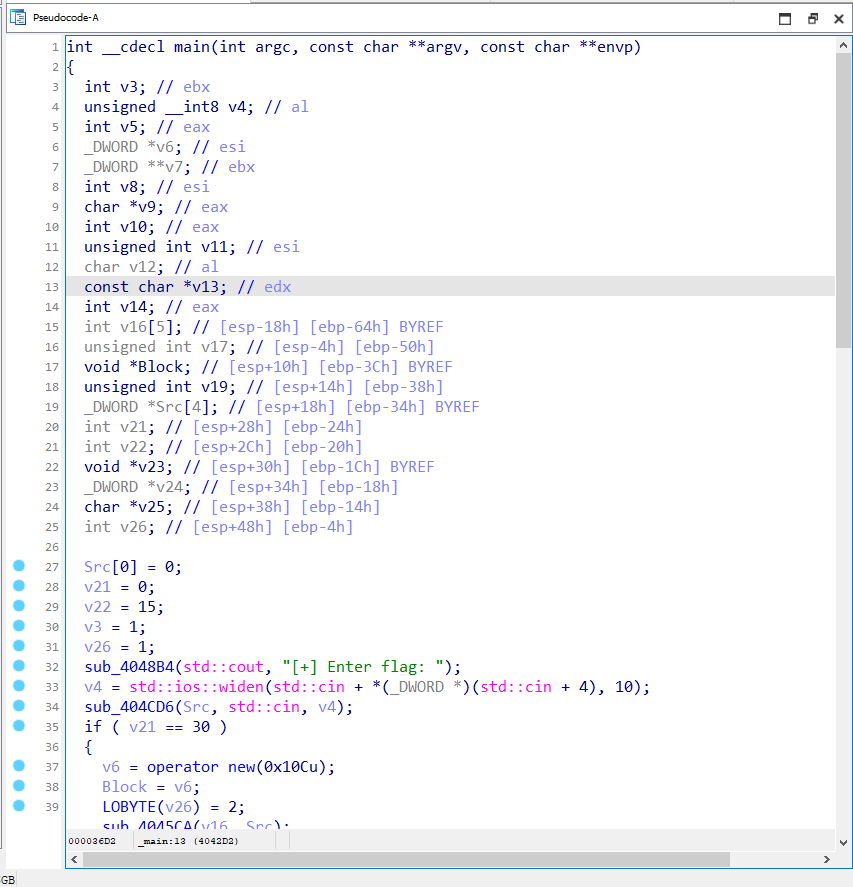 Pseudocode-A
1 int __cdecl main(int argc, const char **argv, const char **envp)
2 {
3 int v3; // ebx
4 unsigned __int8 v4; // al
5 int v5; // eax
6 _DWORD *v6; // esi
7 _DWORD **v7; // ebx
8 int v8; // esi
9 char *v9; // eax
10 int v10; // eax
11 unsigned int v11; // esi
12 char v12; // al
13 const char *v13; // edx
14 int v14; // eax
15 int v16[5]; // [esp-18h] [ebp-64h] BYREF
16 unsigned int v17; // [esp-4h] [ebp-50h]
17 void *Block; // [esp+10h] [ebp-3Ch] BYREF
18 unsigned int v19; // [esp+14h] [ebp-38h]
19 _DWORD *Src[4]; // [esp+18h] [ebp-34h] BYREF
20 int v21; // [esp+28h] [ebp-24h]
21 int v22; // [esp+2Ch] [ebp-20h]
22 void *v23; // [esp+30h] [ebp-1Ch] BYREF
23 _DWORD *v24; // [esp+34h] [ebp-18h]
24 char *v25; // [esp+38h] [ebp-14h]
25 int v26; // [esp+48h] [ebp-4h]
26
27 Src[0] = 0;
28 v21 = 0;
29 v22 = 15;
30 v3 = 1;
31 v26 = 1;
32 sub_4048B4(std::cout, "[+] Enter flag: ");
33 v4 = std::ios::widen(std::cin + *(_DWORD *)(std::cin + 4), 10);
34 sub_404CD6(Src, std::cin, v4);
35 if ( v21 == 30 )
36 {
37 v6 = operator new(0x10Cu);
38 Block = v6;
39 LOBYTE(v26) = 2;
sub_4045CA(v16, Src);
000036D2 _main:13 (4042D2)
GB